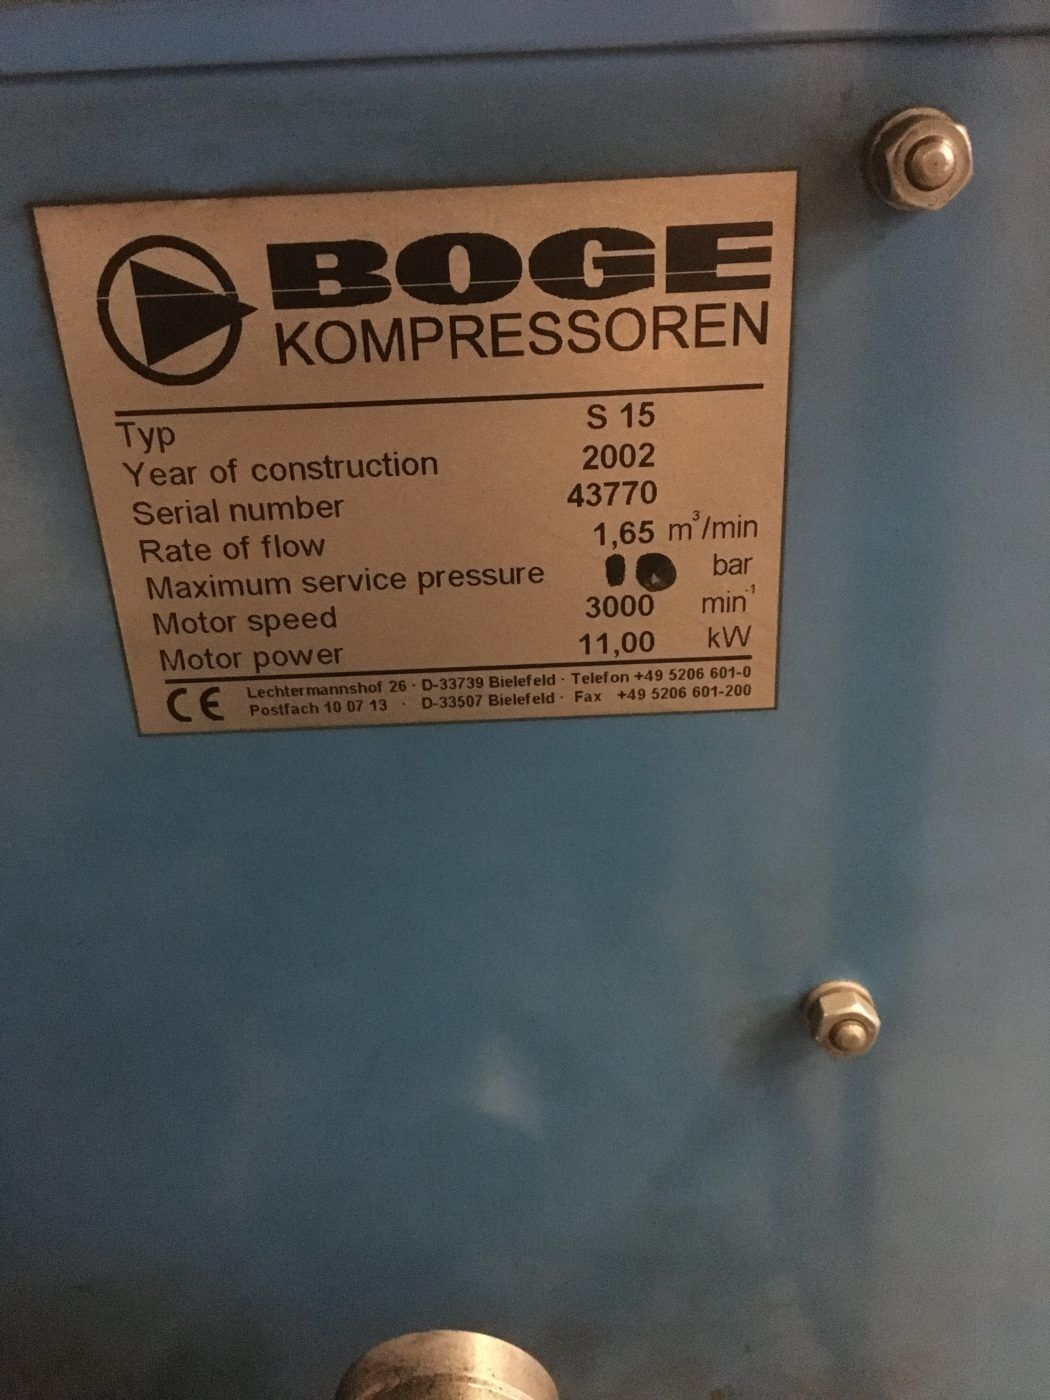 BOGE
KOMPRESSOREN
Typ S 15
Year of construction 2002
Serial number 43770
Rate of flow 1,65 m³/min
Maximum service pressure bar
Motor speed 3000 min⁻¹
Motor power 11,00 kW
CE Lechtermannshof 26 · D-33739 Bielefeld · Telefon +49 5206 601-0
Postfach 10 07 13 · D-33507 Bielefeld · Fax +49 5206 601-200